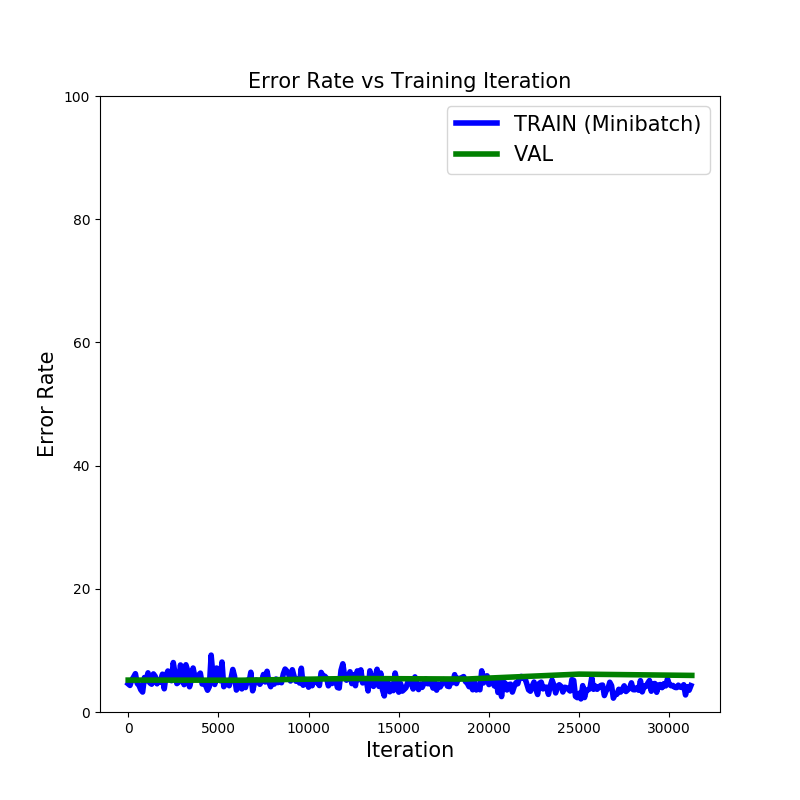 Error Rate vs Training Iteration
100
80
60
40
20
0
Error Rate
TRAIN (Minibatch)
VAL
0 5000 10000 15000 20000 25000 30000
Iteration